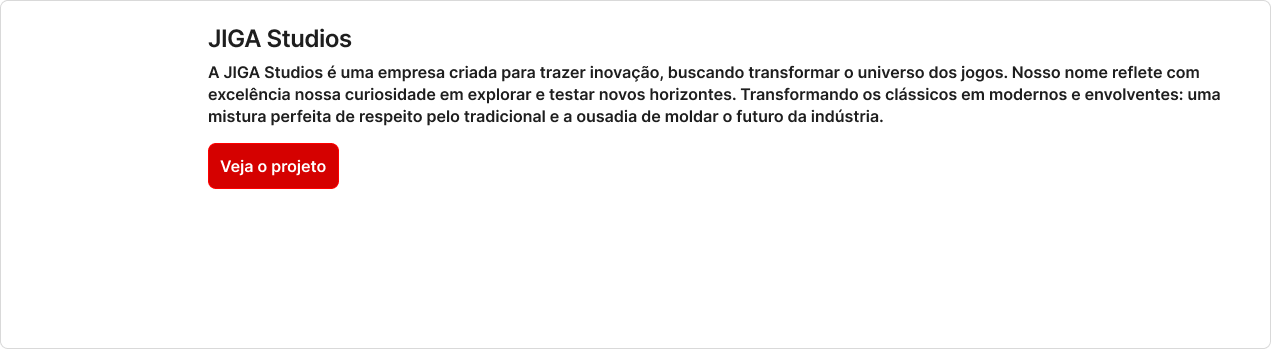 JIGA Studios
A JIGA Studios é uma empresa criada para trazer inovação, buscando transformar o universo dos jogos. Nosso nome reflete com
excelência nossa curiosidade em explorar e testar novos horizontes. Transformando os clássicos em modernos e envolventes: uma
mistura perfeita de respeito pelo tradicional e a ousadia de moldar o futuro da indústria.
Veja o projeto